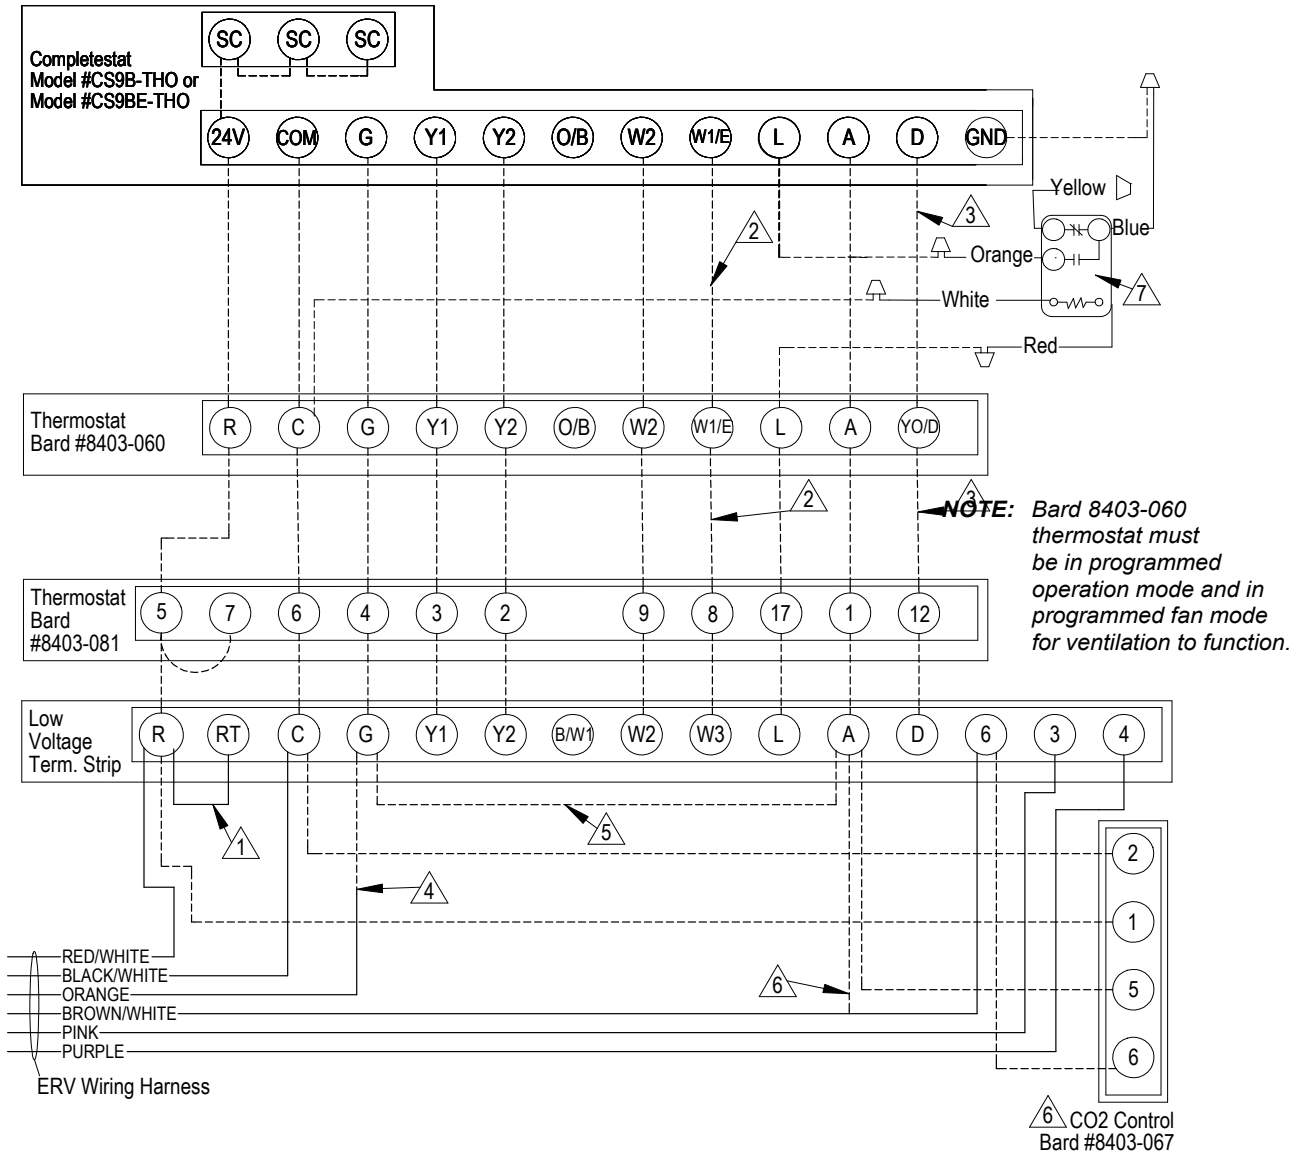 SC SC SC
Completestat
Model #CS9B-THO or
Model #CS9BE-THO
24V COM G Y1 Y2 O/B W2 W1/E L A D GND
Yellow
3
2
Blue
Orange
7
White
Red
Thermostat
Bard #8403-060
R C G Y1 Y2 O/B W2 W1/E L A YO/D
2
3
NOTE: Bard 8403-060
thermostat must
be in programmed
operation mode and in
programmed fan mode
for ventilation to function.
Thermostat
Bard
#8403-081
5 7 6 4 3 2 9 8 17 1 12
Low
Voltage
Term. Strip
R RT C G Y1 Y2 B/W1 W2 W3 L A D 6 3 4
1
5
2
4
1
RED/WHITE
BLACK/WHITE
6
5
ORANGE
BROWN/WHITE
PINK
PURPLE
6
ERV Wiring Harness
6 CO2 Control
Bard #8403-067